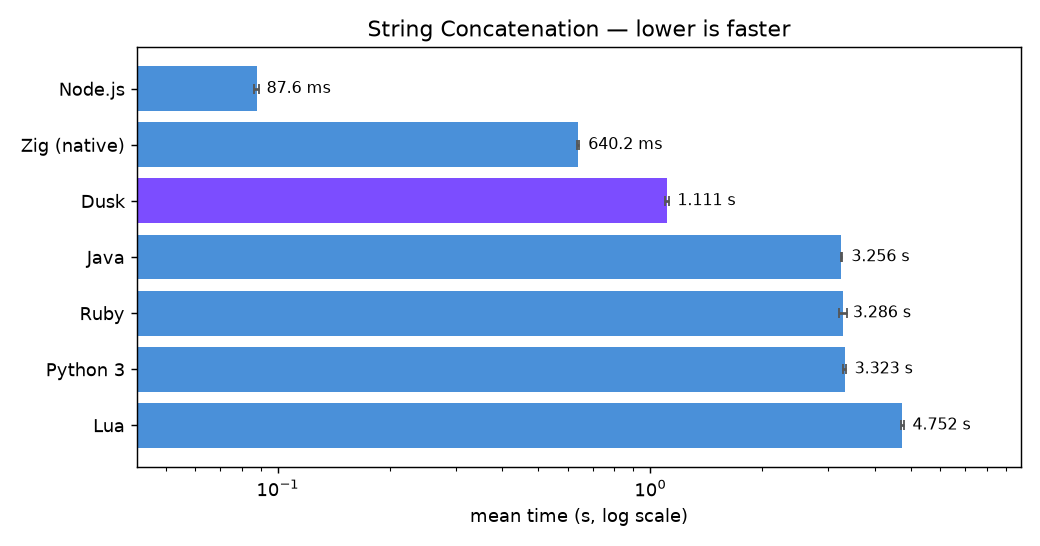 String Concatenation — lower is faster
Node.js
87.6 ms
Zig (native)
640.2 ms
Dusk
1.111 s
Java
3.256 s
Ruby
3.286 s
Python 3
3.323 s
Lua
4.752 s
10⁻¹
10⁰
mean time (s, log scale)